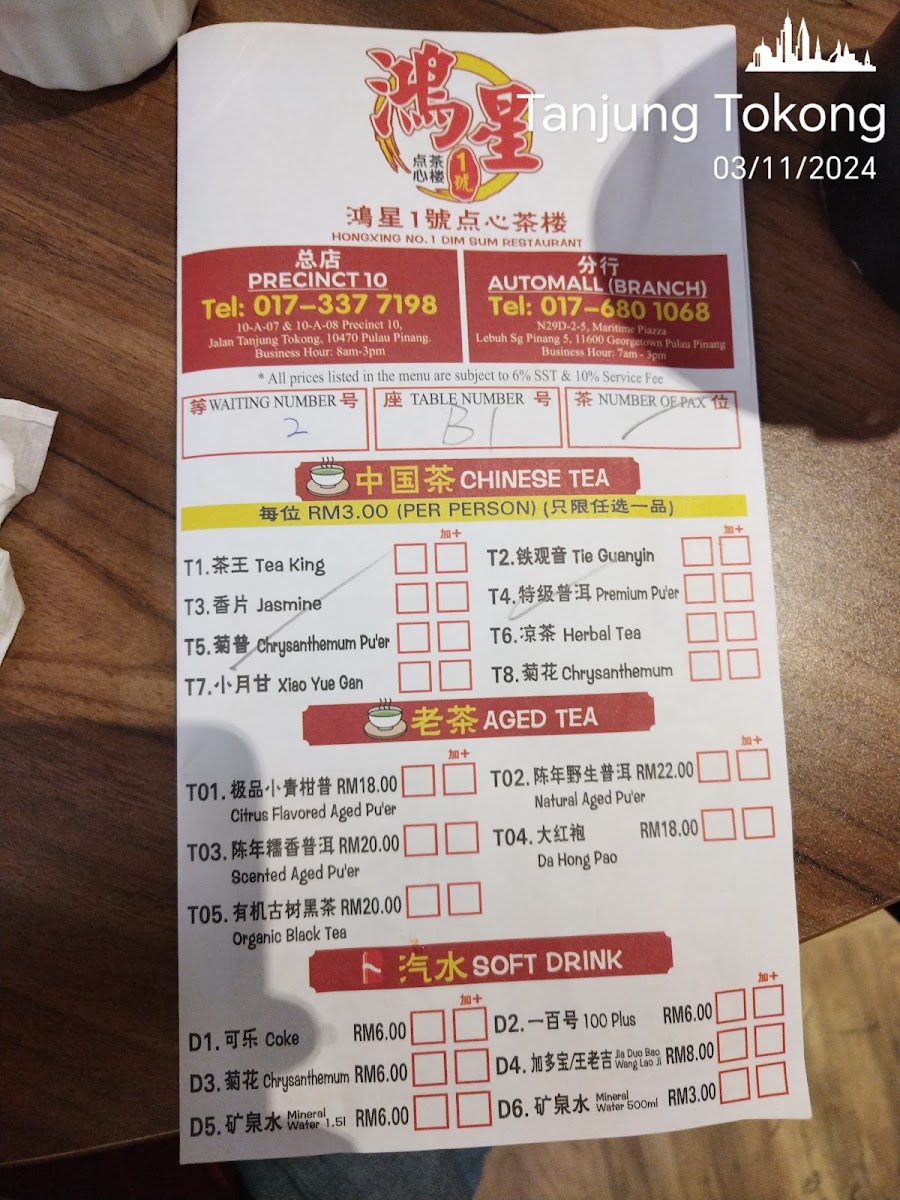 Tanjung Tokong
03/11/2024
鴻星
点心 茶楼
1號
鴻星1號点心茶楼
HONGXING NO.1 DIM SUM RESTAURANT
总店
PRECINCT 10
Tel: 017-337 7198
10-A-07 & 10-A-08 Precinct 10,
Jalan Tanjung Tokong, 10470 Pulau Pinang.
Business Hour: 8am-3pm
分行
AUTOMALL (BRANCH)
Tel: 017-680 1068
N29D-2-5, Maritime Piazza
Lebuh Sg Pinang 5, 11600 Georgetown Pulau Pinang
Business Hour: 7am - 3pm
* All prices listed in the menu are subject to 6% SST & 10% Service Fee
等 WAITING NUMBER 号
2
座 TABLE NUMBER 号
B1
茶 NUMBER OF PAX 位
中国茶 CHINESE TEA
每位 RM3.00 (PER PERSON) (只限任选一品)
加+ 加+
T1.茶王 Tea King
T2.铁观音 Tie Guanyin
T3.香片 Jasmine
T4.特级普洱 Premium Pu'er
T5.菊普 Chrysanthemum Pu'er
T6.凉茶 Herbal Tea
T7.小月甘 Xiao Yue Gan
T8.菊花 Chrysanthemum
老茶 AGED TEA
加+ 加+
T01.极品小青柑普 RM18.00
Citrus Flavored Aged Pu'er
T02.陈年野生普洱 RM22.00
Natural Aged Pu'er
T03.陈年糯香普洱 RM20.00
Scented Aged Pu'er
T04.大红袍 RM18.00
Da Hong Pao
T05.有机古树黑茶 RM20.00
Organic Black Tea
汽水 SOFT DRINK
加+ 加+
D1.可乐 Coke RM6.00
D2.一百号 100 Plus RM6.00
D3.菊花 Chrysanthemum RM6.00
D4.加多宝/王老吉 Jia Duo Bao Wang Lao Ji RM8.00
D5.矿泉水 Mineral Water 1.5l RM6.00
D6.矿泉水 Mineral Water 500ml RM3.00